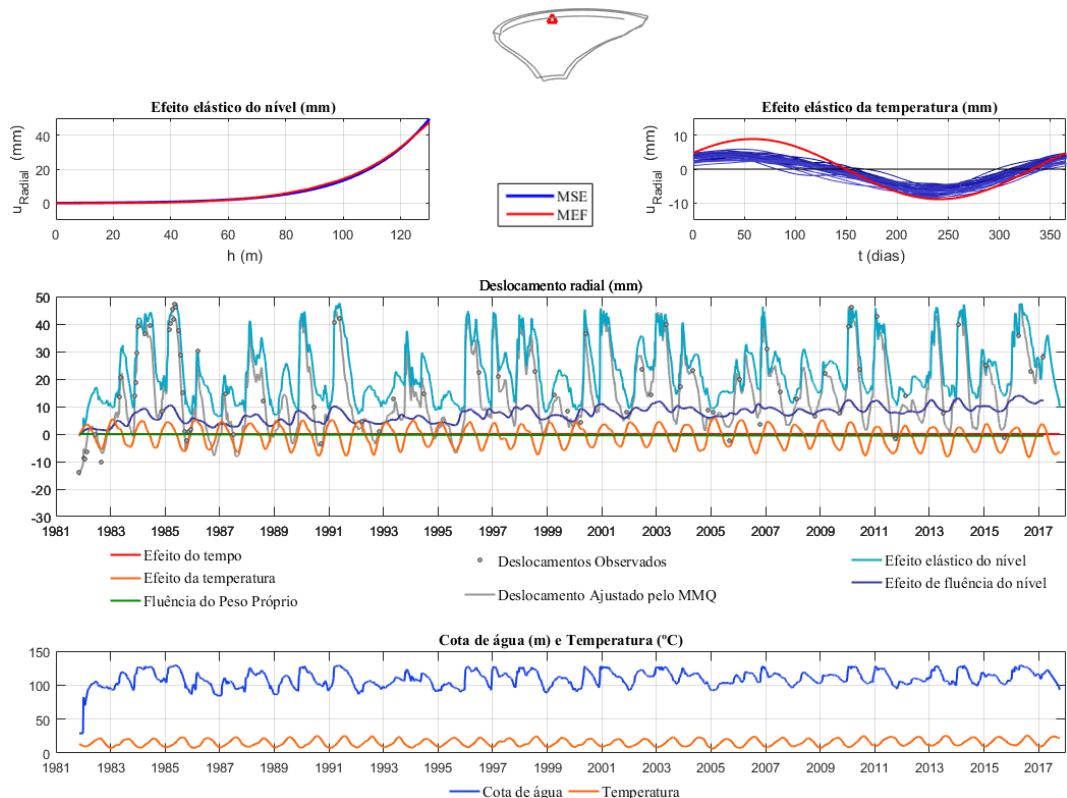 Efeito elástico do nível (mm)
Efeito elástico da temperatura (mm)
u Radial (mm)
40
20
0
0 20 40 60 80 100 120
h (m)
MSE
MEF
u Radial (mm)
10
0
-10
0 50 100 150 200 250 300 350
t (dias)
Deslocamento radial (mm)
50
40
30
20
10
0
-10
-20
-30
1981 1983 1985 1987 1989 1991 1993 1995 1997 1999 2001 2003 2005 2007 2009 2011 2013 2015 2017
Efeito do tempo
Efeito da temperatura
Fluência do Peso Próprio
Deslocamentos Observados
Deslocamento Ajustado pelo MMQ
Efeito elástico do nível
Efeito de fluência do nível
Cota de água (m) e Temperatura (ºC)
150
100
50
0
1981 1983 1985 1987 1989 1991 1993 1995 1997 1999 2001 2003 2005 2007 2009 2011 2013 2015 2017
Cota de água Temperatura